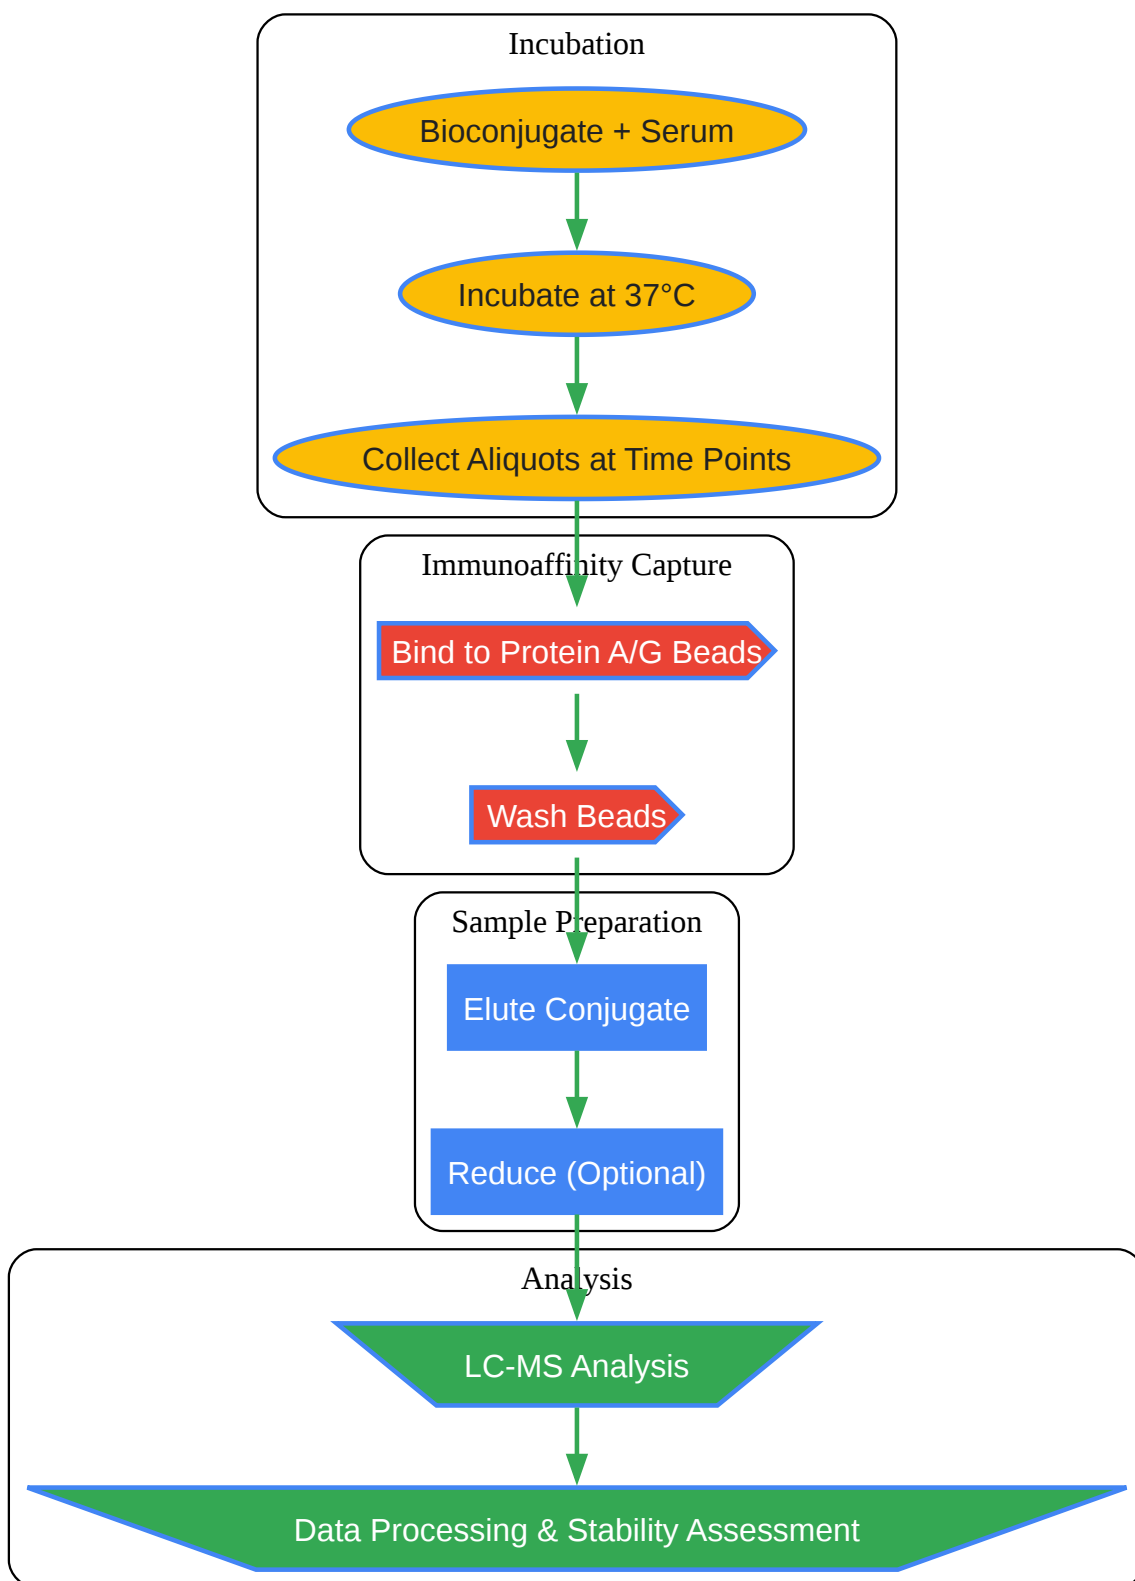 Incubation
Bioconjugate + Serum
Incubate at 37°C
Collect Aliquots at Time Points
Immunoaffinity Capture
Bind to Protein A/G Beads
Wash Beads
Sample Preparation
Elute Conjugate
Reduce (Optional)
Analysis
LC-MS Analysis
Data Processing & Stability Assessment